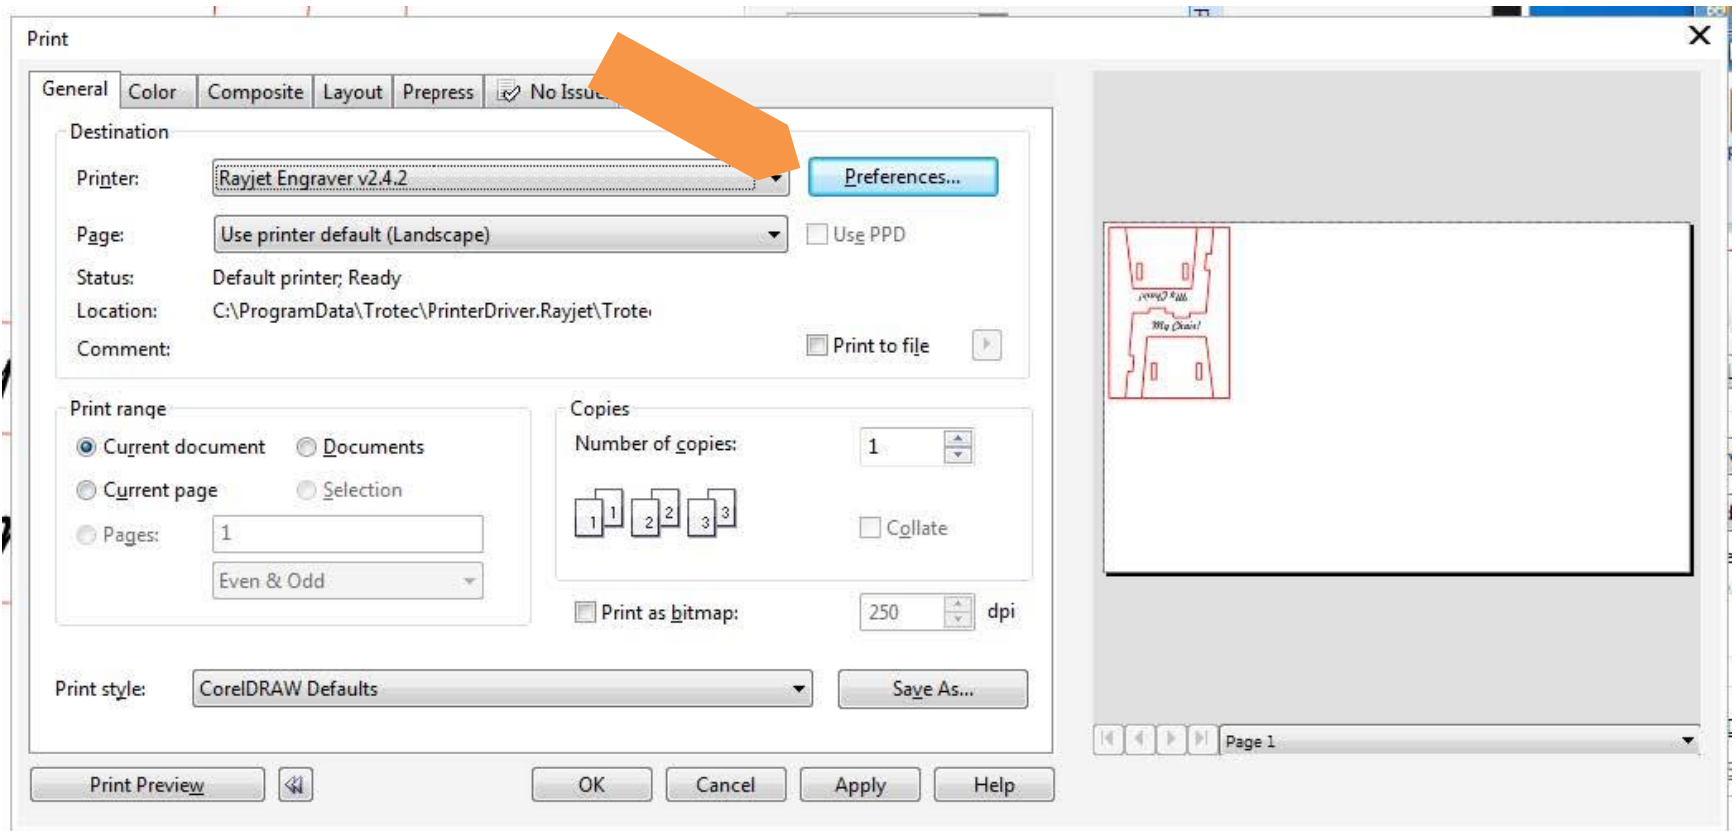 Print
General Color Composite Layout Prepress No Issu
Destination
Printer: Rayjet Engraver v2.4.2 Preferences...
Page: Use printer default (Landscape) Use PPD
Status: Default printer; Ready
Location: C:\ProgramData\Trotec\PrinterDriver.Rayjet\Trote
Comment: Print to file
Print range
Current document Documents
Current page Selection
Pages: 1
Even & Odd
Copies
Number of copies: 1
1 1 2 2 3 3
Collate
Print as bitmap: 250 dpi
Print style: CorelDRAW Defaults Save As...
Print Preview OK Cancel Apply Help
My Chair!
My Chair!
Page 1